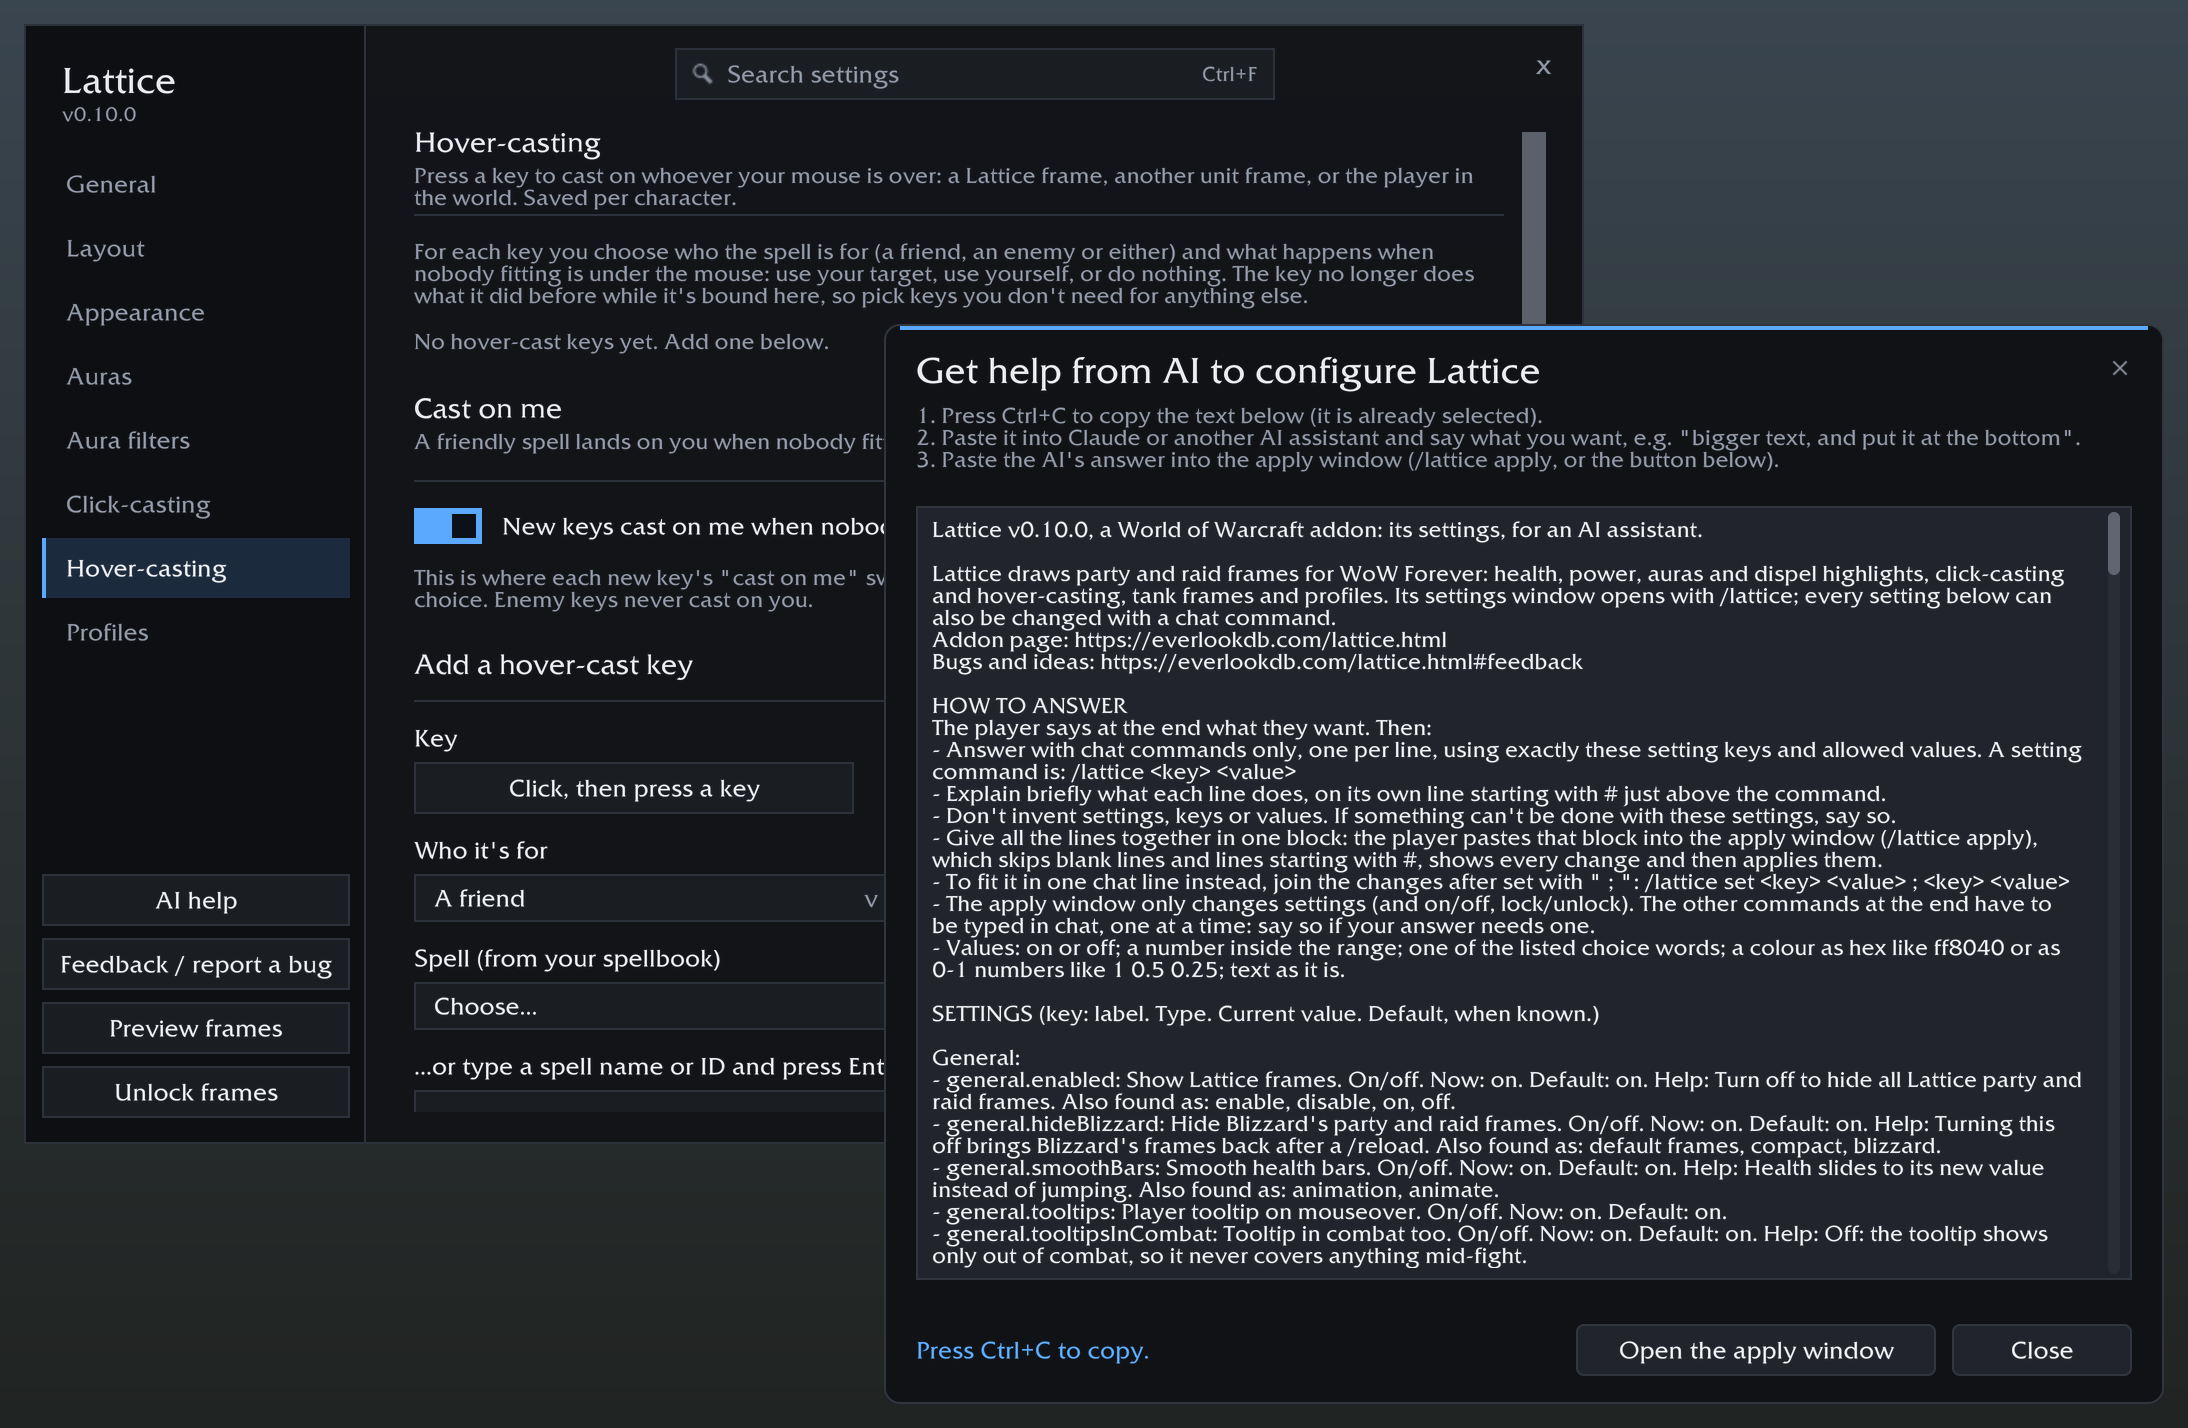 Lattice
v0.10.0
General
Layout
Appearance
Auras
Aura filters
Click-casting
Hover-casting
Profiles
AI help
Feedback / report a bug
Preview frames
Unlock frames
Search settings
Ctrl+F
x
Hover-casting
Press a key to cast on whoever your mouse is over: a Lattice frame, another unit frame, or the player in
the world. Saved per character.
For each key you choose who the spell is for (a friend, an enemy or either) and what happens when
nobody fitting is under the mouse: use your target, use yourself, or do nothing. The key no longer does
what it did before while it's bound here, so pick keys you don't need for anything else.
No hover-cast keys yet. Add one below.
Cast on me
A friendly spell lands on you when nobody
New keys cast on me when
This is where each new key's "cast on me"
choice. Enemy keys never cast on you.
Add a hover-cast key
Key
Click, then press a key
Who it's for
A friend
v
Spell (from your spellbook)
Choose...
...or type a spell name or ID and press
Get help from AI to configure Lattice
×
1. Press Ctrl+C to copy the text below (it is already selected).
2. Paste it into Claude or another AI assistant and say what you want, e.g. "bigger text, and put it at the bottom".
3. Paste the AI's answer into the apply window (/lattice apply, or the button below).
Lattice v0.10.0, a World of Warcraft addon: its settings, for an AI assistant.
Lattice draws party and raid frames for WoW Forever: health, power, auras and dispel highlights, click-casting
and hover-casting, tank frames and profiles. Its settings window opens with /lattice; every setting below can
also be changed with a chat command.
Addon page: https://everlookdb.com/lattice.html
Bugs and ideas: https://everlookdb.com/lattice.html#feedback
HOW TO ANSWER
The player says at the end what they want. Then:
- Answer with chat commands only, one per line, using exactly these setting keys and allowed values. A setting
command is: /lattice <key> <value>
- Explain briefly what each line does, on its own line starting with # just above the command.
- Don't invent settings, keys or values. If something can't be done with these settings, say so.
- Give all the lines together in one block: the player pastes that block into the apply window (/lattice apply),
which skips blank lines and lines starting with #, shows every change and then applies them.
- To fit it in one chat line instead, join the changes after set with " ; ": /lattice set <key> <value> ; <key> <value>
- The apply window only changes settings (and on/off, lock/unlock). The other commands at the end have to
be typed in chat, one at a time: say so if your answer needs one.
- Values: on or off; a number inside the range; one of the listed choice words; a colour as hex like ff8040 or as
0-1 numbers like 1 0.5 0.25; text as it is.
SETTINGS (key: label. Type. Current value. Default, when known.)
General:
- general.enabled: Show Lattice frames. On/off. Now: on. Default: on. Help: Turn off to hide all Lattice party and
raid frames. Also found as: enable, disable, on, off.
- general.hideBlizzard: Hide Blizzard's party and raid frames. On/off. Now: on. Default: on. Help: Turning this
off brings Blizzard's frames back after a /reload. Also found as: default frames, compact, blizzard.
- general.smoothBars: Smooth health bars. On/off. Now: on. Default: on. Help: Health slides to its new value
instead of jumping. Also found as: animation, animate.
- general.tooltips: Player tooltip on mouseover. On/off. Now: on. Default: on.
- general.tooltipsInCombat: Tooltip in combat too. On/off. Now: on. Default: on. Help: Off: the tooltip shows
only out of combat, so it never covers anything mid-fight.
Press Ctrl+C to copy.
Open the apply window
Close